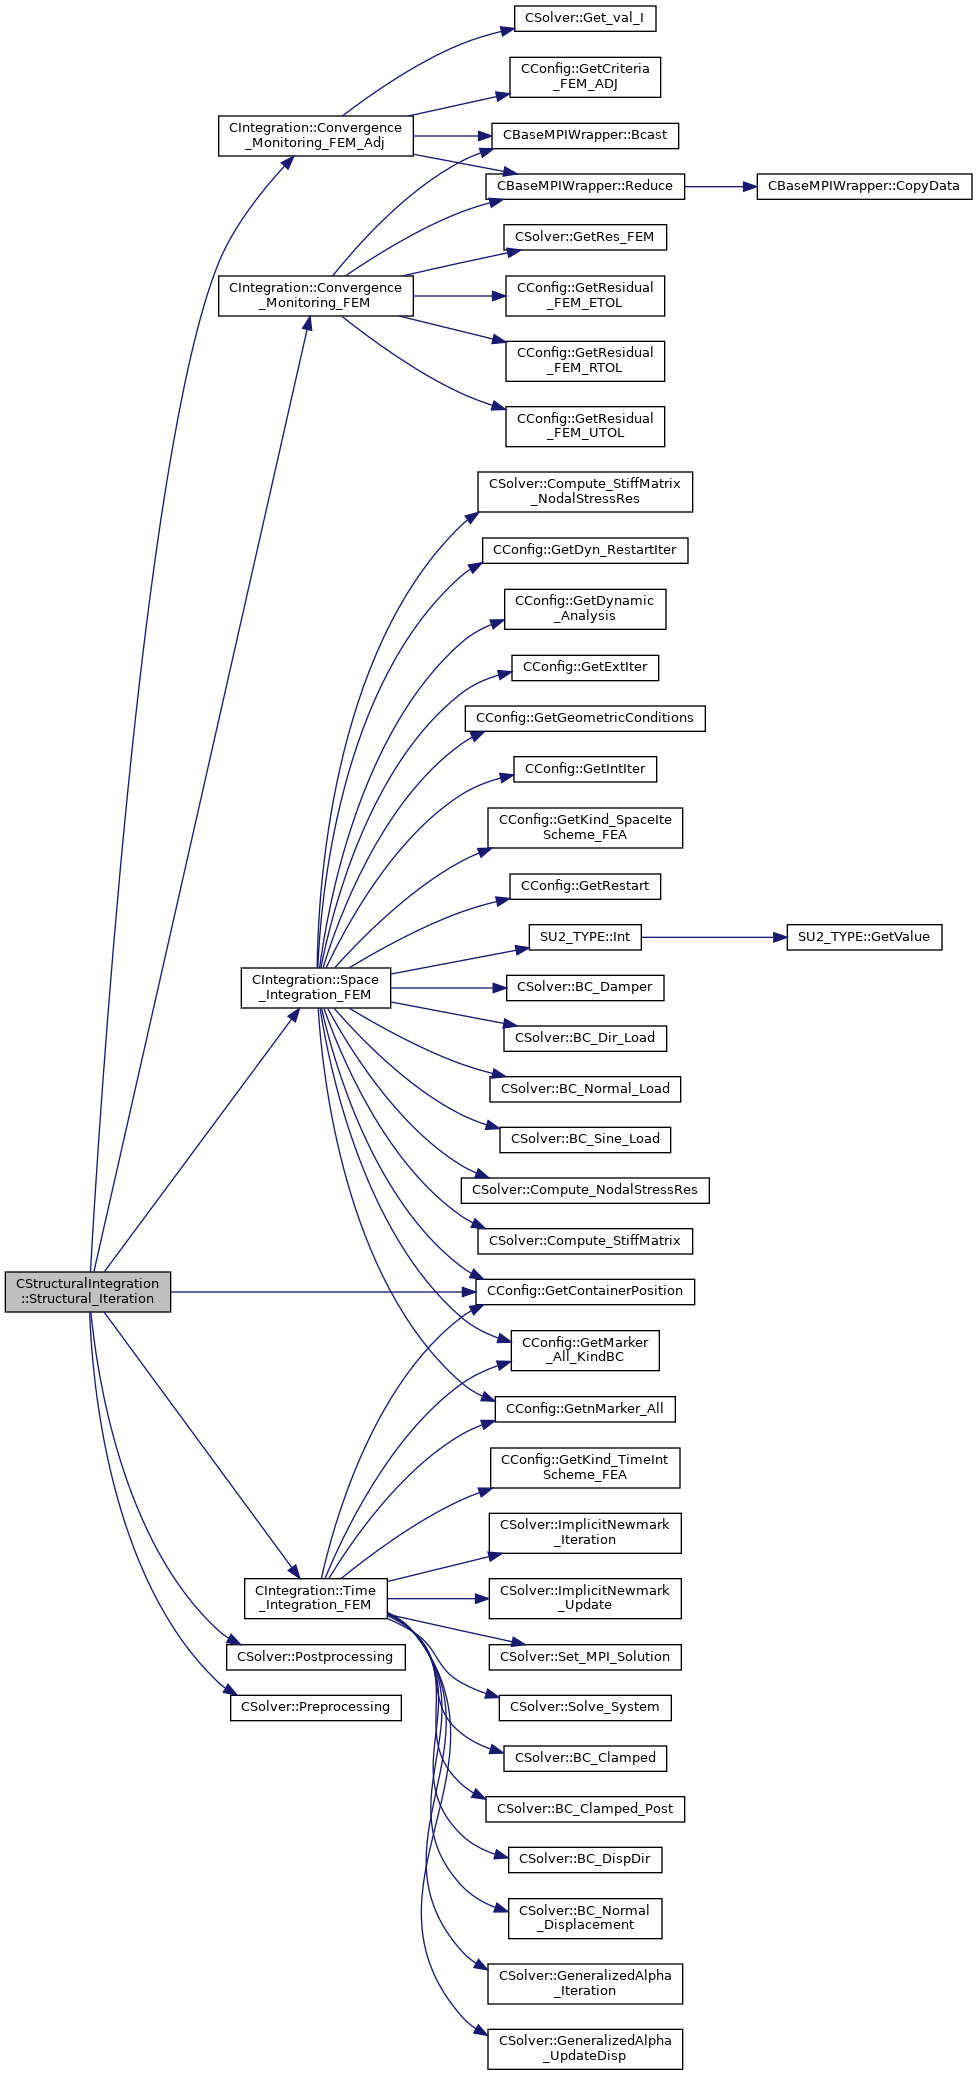 CSolver::Get_val_I
CConfig::GetCriteria
_FEM_ADJ
CIntegration::Convergence
_Monitoring_FEM_Adj
CBaseMPIWrapper::Bcast
CBaseMPIWrapper::Reduce
CBaseMPIWrapper::CopyData
CSolver::GetRes_FEM
CIntegration::Convergence
_Monitoring_FEM
CConfig::GetResidual
_FEM_ETOL
CConfig::GetResidual
_FEM_RTOL
CConfig::GetResidual
_FEM_UTOL
CSolver::Compute_StiffMatrix
_NodalStressRes
CConfig::GetDyn_RestartIter
CConfig::GetDynamic
_Analysis
CConfig::GetExtIter
CConfig::GetGeometricConditions
CConfig::GetIntIter
CConfig::GetKind_SpaceIte
Scheme_FEA
CConfig::GetRestart
SU2_TYPE::Int
SU2_TYPE::GetValue
CIntegration::Space
_Integration_FEM
CSolver::BC_Damper
CSolver::BC_Dir_Load
CSolver::BC_Normal_Load
CSolver::BC_Sine_Load
CSolver::Compute_NodalStressRes
CSolver::Compute_StiffMatrix
CStructuralIntegration
::Structural_Iteration
CConfig::GetContainerPosition
CConfig::GetMarker
_All_KindBC
CConfig::GetnMarker_All
CConfig::GetKind_TimeInt
Scheme_FEA
CSolver::ImplicitNewmark
_Iteration
CIntegration::Time
_Integration_FEM
CSolver::ImplicitNewmark
_Update
CSolver::Postprocessing
CSolver::Set_MPI_Solution
CSolver::Preprocessing
CSolver::Solve_System
CSolver::BC_Clamped
CSolver::BC_Clamped_Post
CSolver::BC_DispDir
CSolver::BC_Normal
_Displacement
CSolver::GeneralizedAlpha
_Iteration
CSolver::GeneralizedAlpha
_UpdateDisp